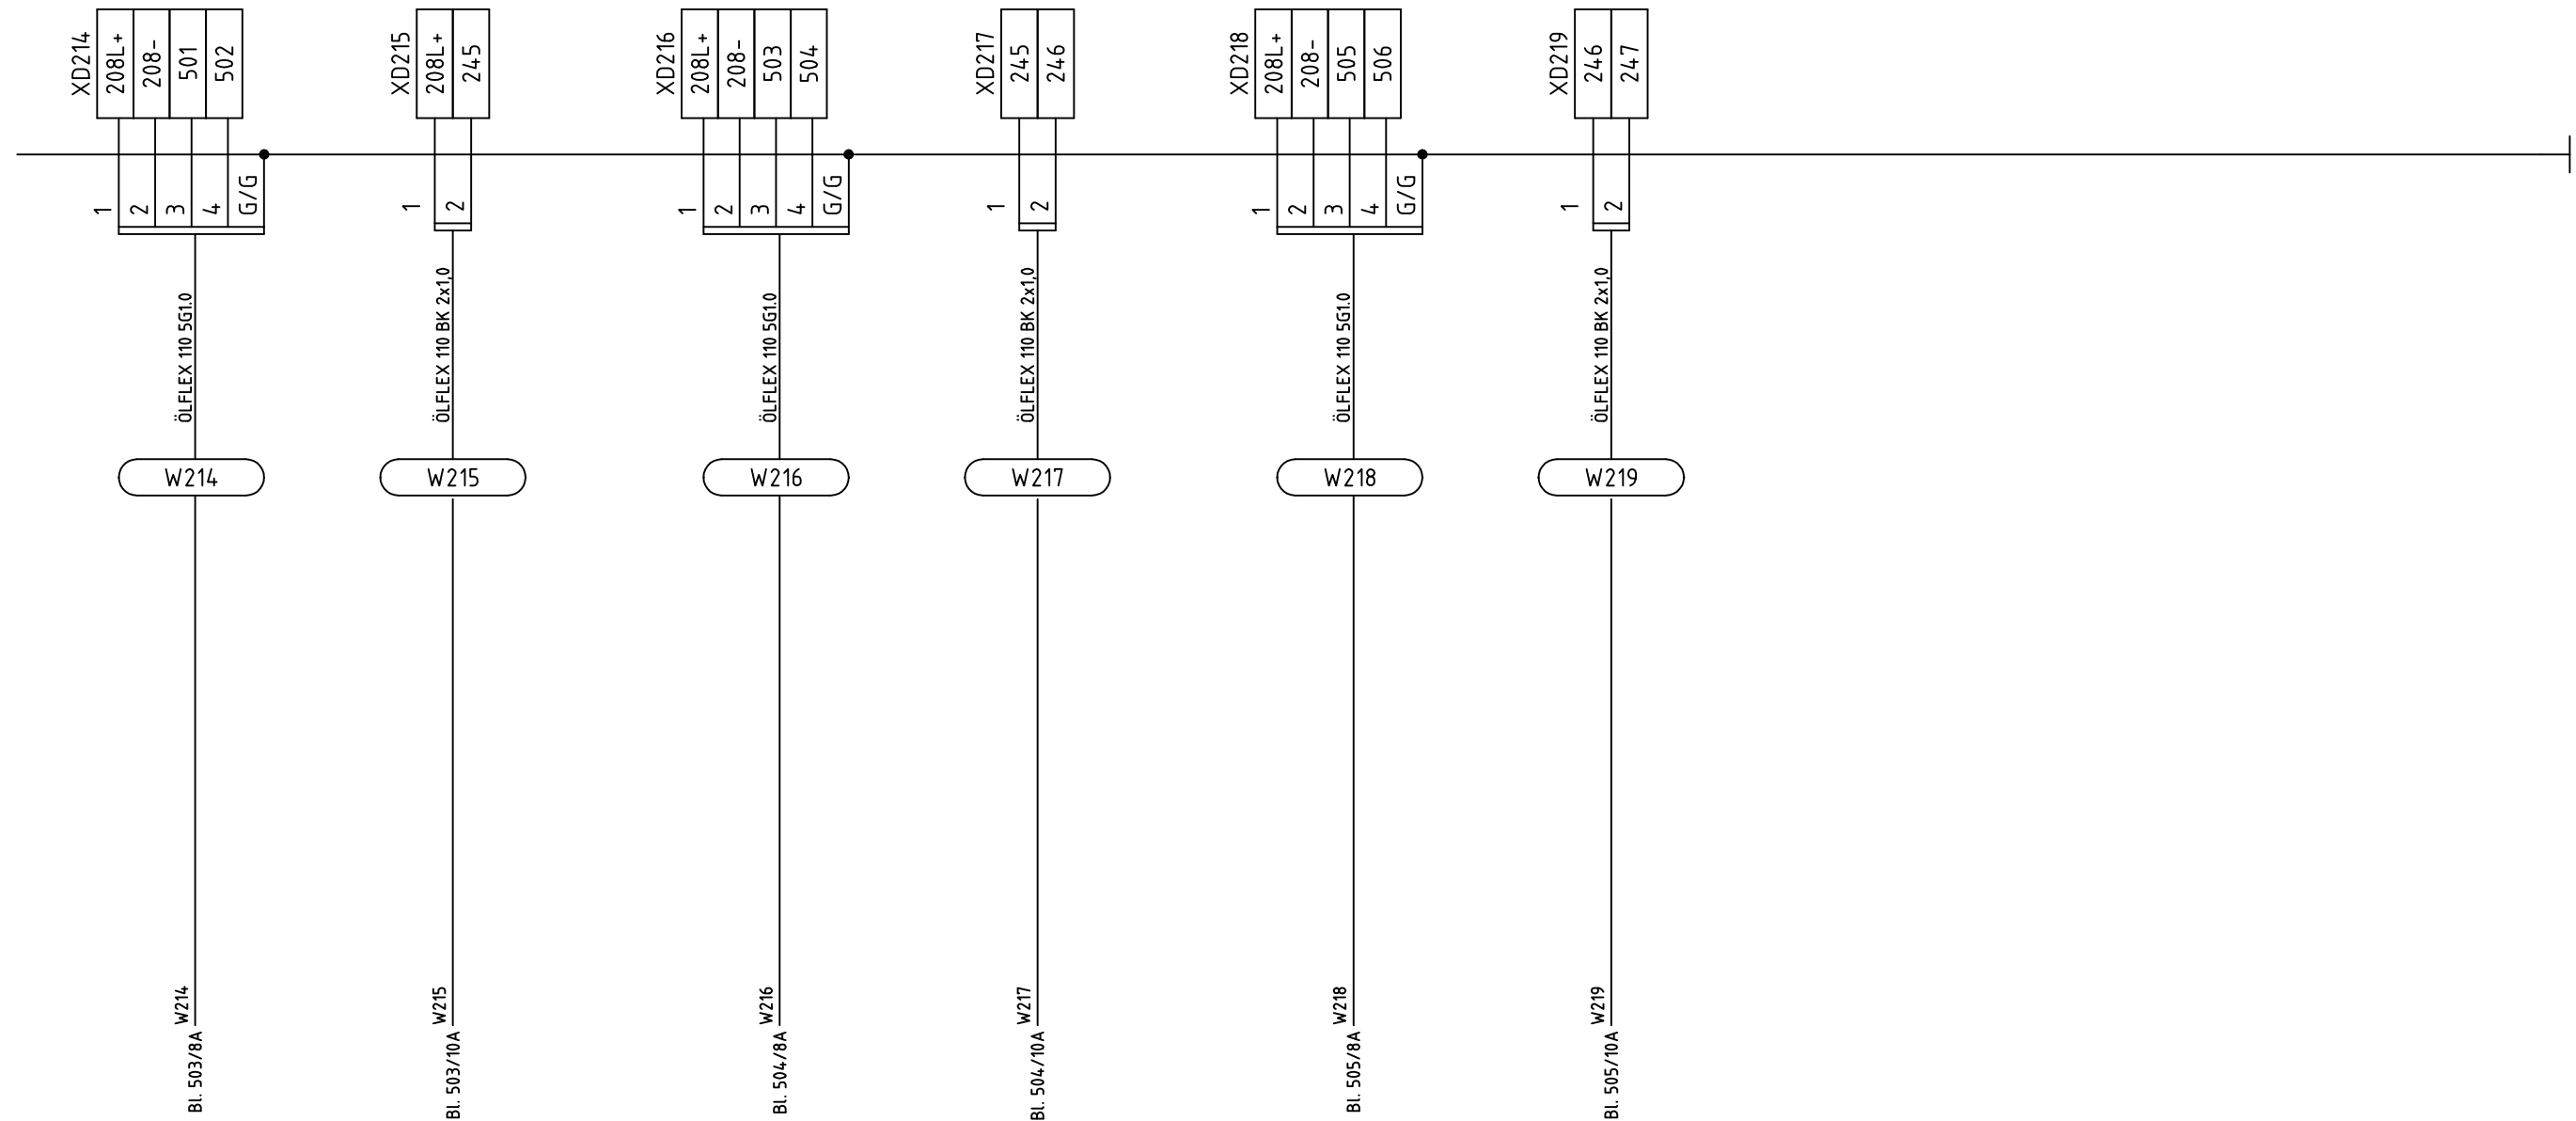 XD214
208L+
208-
501
502
XD215
208L+
245
XD216
208L+
208-
503
504
XD217
245
246
XD218
208L+
208-
505
506
XD219
246
247
1
2
3
4
G/G
1
2
1
2
3
4
G/G
1
2
1
2
3
4
G/G
1
2
ÖLFLEX 110 5G1.0
ÖLFLEX 110 BK 2x1,0
ÖLFLEX 110 5G1.0
ÖLFLEX 110 BK 2x1,0
ÖLFLEX 110 5G1.0
ÖLFLEX 110 BK 2x1,0
W214
W215
W216
W217
W218
W219
W214
W215
W216
W217
W218
W219
Bl. 503/8A
Bl. 503/10A
Bl. 504/8A
Bl. 504/10A
Bl. 505/8A
Bl. 505/10A